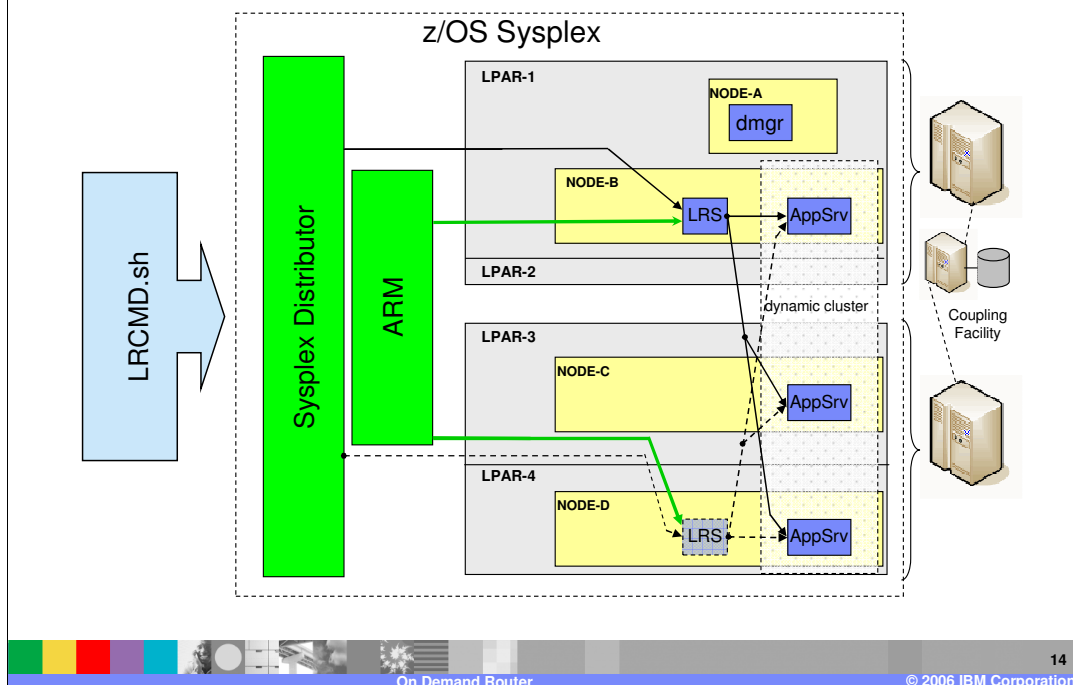 z/OS Sysplex
LRCMD.sh
Sysplex Distributor
ARM
LPAR-1
NODE-A
dmgr
NODE-B
LRS
AppSrv
LPAR-2
dynamic cluster
Coupling
Facility
LPAR-3
NODE-C
AppSrv
LPAR-4
NODE-D
LRS
AppSrv
14
On Demand Router
© 2006 IBM Corporation